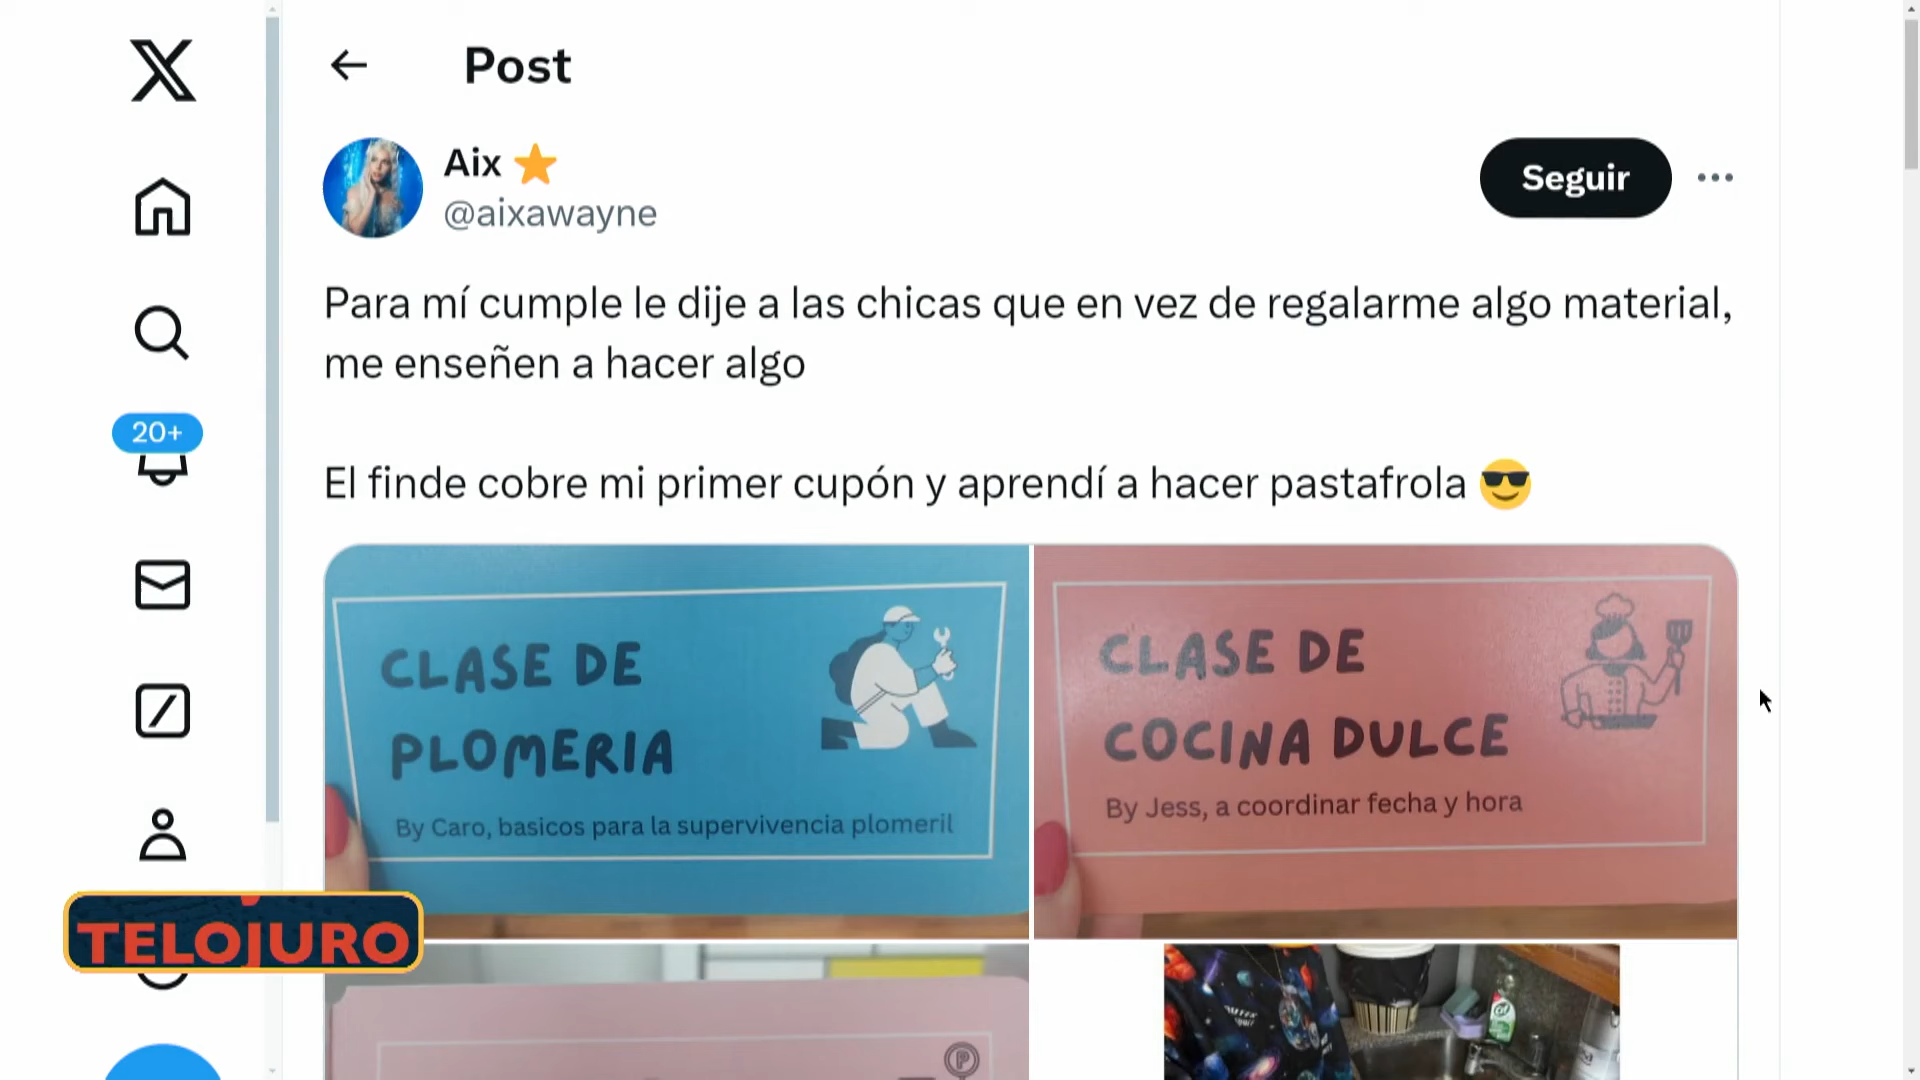 Post
Aix
@aixawayne
Seguir
Para mí cumple le dije a las chicas que en vez de regalarme algo material,
me enseñen a hacer algo
El finde cobre mi primer cupón y aprendí a hacer pastafrola
20+
CLASE DE
PLOMERIA
By Caro, basicos para la supervivencia plomeril
CLASE DE
COCINA DULCE
By Jess, a coordinar fecha y hora
TELOJURO
P